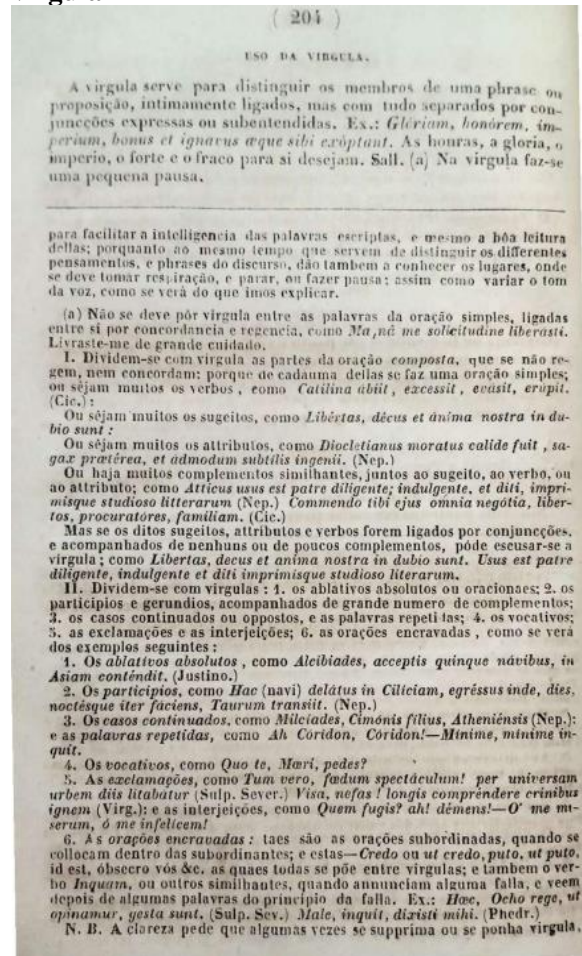 ( 204 )
USO DA VIRGULA.
A virgula serve para distinguir os membros de uma phrase ou
proposição, intimamente ligados, mas com tudo separados por con-
juncções expressas ou subentendidas. Ex.: Glóriam, honórem, im-
perium, bonus et ignavus æque sibi exóptant. As honras, a gloria, o
imperio, o forte e o fraco para si desejam. Sall. (a) Na virgula faz-se
uma pequena pausa.
para facilitar a intelligencia das palavras escriptas, e mesmo a bôa leitura
dellas; porquanto ao mesmo tempo que servem de distinguir os differentes
pensamentos, e phrases do discurso, dão tambem a conhecer os lugares, onde
se deve tomar respiração, e parar, ou fazer pausa; assim como variar o tom
da voz, como se verá do que imos explicar.
(a) Não se deve pôr virgula entre as palavras da oração simples, ligadas
entre si por concordancia e regencia, como me solicitudine liberasti.
Livraste-me de grande cuidado.
I. Dividem-se com virgula as partes da oração composta, que se não re-
gem, nem concordam: porque de cadauma dellas se faz uma oração simples;
ou séjam muitos os verbos, como Catilina ábiit, excessit, evásit, erúpit.
(Cic.):
Ou séjam muitos os sugeitos, como Libértas, décus et ánima nostra in du-
bio sunt:
Ou séjam muitos os attributos, como Diocletianus moratus calide fuit, sa-
gax prætérea, et ádmodum subtilis ingenii. (Nep.)
Ou haja muitos complementos similhantes, juntos ao sugeito, ao verbo, ou
ao attributo; como Atticus usus est patre diligente; indulgente, et diti, impri-
misque studioso litterarum (Nep.) Commendo tibi ejus omnia negótia, liber-
tos, procuratóres, familiam. (Cic.)
Mas se os ditos sugeitos, attributos e verbos forem ligados por conjuncções,
e acompanhados de nenhuns ou de poucos complementos, póde escusar-se a
virgula; como Libertas, decus et anima nostra in dubio sunt. Usus est patre
diligente, indulgente et diti imprimisque studioso literarum.
II. Dividem-se com virgulas: 1. os ablativos absolutos ou oracionaes; 2. os
participios e gerundios, acompanhados de grande numero de complementos;
3. os casos continuados ou oppostos, e as palavras repetidas; 4. os vocativos;
5. as exclamações e as interjeições; 6. as orações encravadas, como se verá
dos exemplos seguintes:
1. Os ablativos absolutos, como Alcibiades, acceptis quinque návibus, in
Asiam conténdit. (Justino.)
2. Os participios, como Hac (navi) delátus in Ciliciam, egréssus inde, dies,
noctésque iter fáciens, Taurum transiit. (Nep.)
3. Os casos continuados, como Milcíades, Cimónis fílius, Atheniénsis (Nep.):
e as palavras repetidas, como Ah Córidon, Córidon!—Mínime, mínime in-
quit.
4. Os vocativos, como Quo te, Mœri, pedes?
5. As exclamações, como Tum vero, fœdum spectáculum! per universam
urbem diis litabátur (Sulp. Sever.) Visa, nefas! longis compréndere crinibus
ignem (Virg.): e as interjeições, como Quem fugis? ah! démens!—O' me mi-
serum, ó me infelicem!
6. As orações encravadas: taes são as orações subordinadas, quando se
collocam dentro das subordinantes; e estas—Credo ou ut credo, puto, ut puto,
id est, óbsecro vós &c. as quaes todas se põe entre virgulas; e tambem o ver-
bo Inquam, ou outros similhantes, quando annunciam alguma falla, e veem
depois de algumas palavras do principio da falla. Ex.: Hæc, Ocho rege, ut
opinamur, gesta sunt. (Sulp. Sev.) Male, inquit, dixisti mihi. (Phedr.)
N. B. A clareza pede que algumas vezes se supprima ou se ponha virgula.